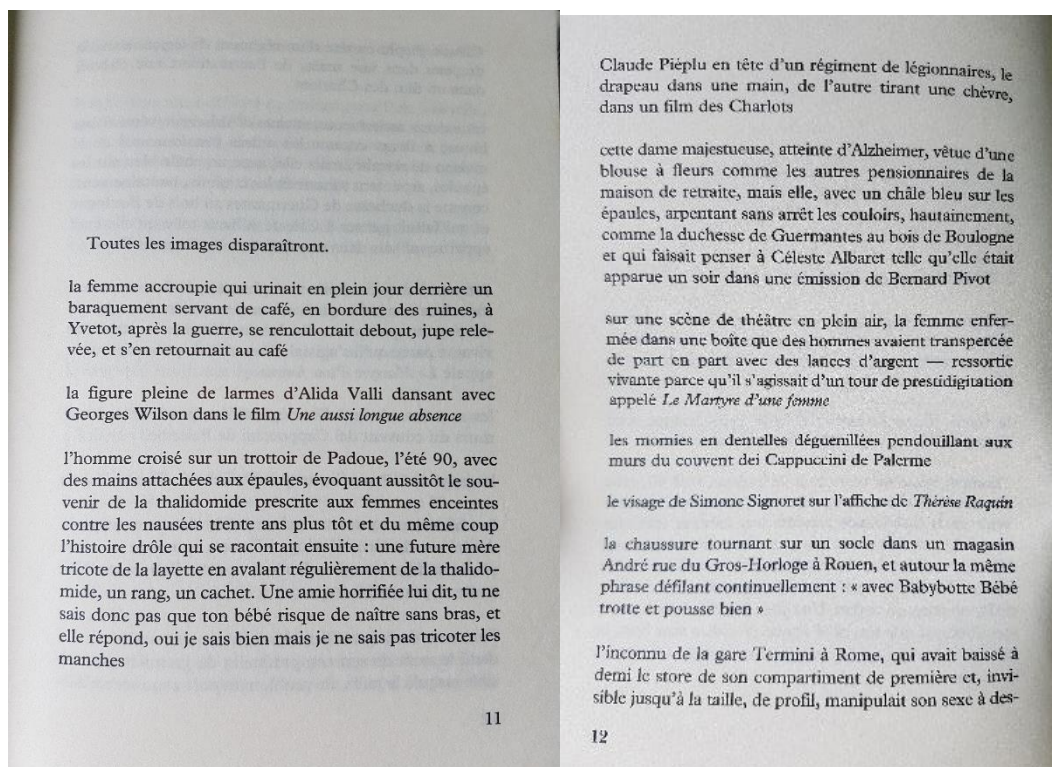 Toutes les images disparaîtront.
la femme accroupie qui urinait en plein jour derrière un
baraquement servant de café, en bordure des ruines, à
Yvetot, après la guerre, se renculottait debout, jupe rele-
vée, et s'en retournait au café
la figure pleine de larmes d'Alida Valli dansant avec
Georges Wilson dans le film Une aussi longue absence
l'homme croisé sur un trottoir de Padoue, l'été 90, avec
des mains attachées aux épaules, évoquant aussitôt le sou-
venir de la thalidomide prescrite aux femmes enceintes
contre les nausées trente ans plus tôt et du même coup
l'histoire drôle qui se racontait ensuite : une future mère
tricote de la layette en avalant régulièrement de la thalido-
mide, un rang, un cachet. Une amie horrifiée lui dit, tu ne
sais donc pas que ton bébé risque de naître sans bras, et
elle répond, oui je sais bien mais je ne sais pas tricoter les
manches
11
Claude Piéplu en tête d'un régiment de légionnaires, le
drapeau dans une main, de l'autre tirant une chèvre,
dans un film des Charlots
cette dame majestueuse, atteinte d'Alzheimer, vêtue d'une
blouse à fleurs comme les autres pensionnaires de la
maison de retraite, mais elle, avec un châle bleu sur les
épaules, arpentant sans arrêt les couloirs, hautainement,
comme la duchesse de Guermantes au bois de Boulogne
et qui faisait penser à Céleste Albaret telle qu'elle était
apparue un soir dans une émission de Bernard Pivot
sur une scène de théâtre en plein air, la femme enfer-
mée dans une boîte que des hommes avaient transpercée
de part en part avec des lances d'argent — ressortie
vivante parce qu'il s'agissait d'un tour de prestidigitation
appelé Le Martyre d'une femme
les momies en dentelles déguenillées pendouillant aux
murs du couvent dei Cappuccini de Palerme
le visage de Simone Signoret sur l'affiche de Thérèse Raquin
la chaussure tournant sur un socle dans un magasin
André rue du Gros-Horloge à Rouen, et autour la même
phrase défilant continuellement : « avec Babybotte Bébé
trotte et pousse bien »
l'inconnu de la gare Termini à Rome, qui avait baissé à
demi le store de son compartiment de première et, invi-
sible jusqu'à la taille, de profil, manipulait son sexe à des-
12